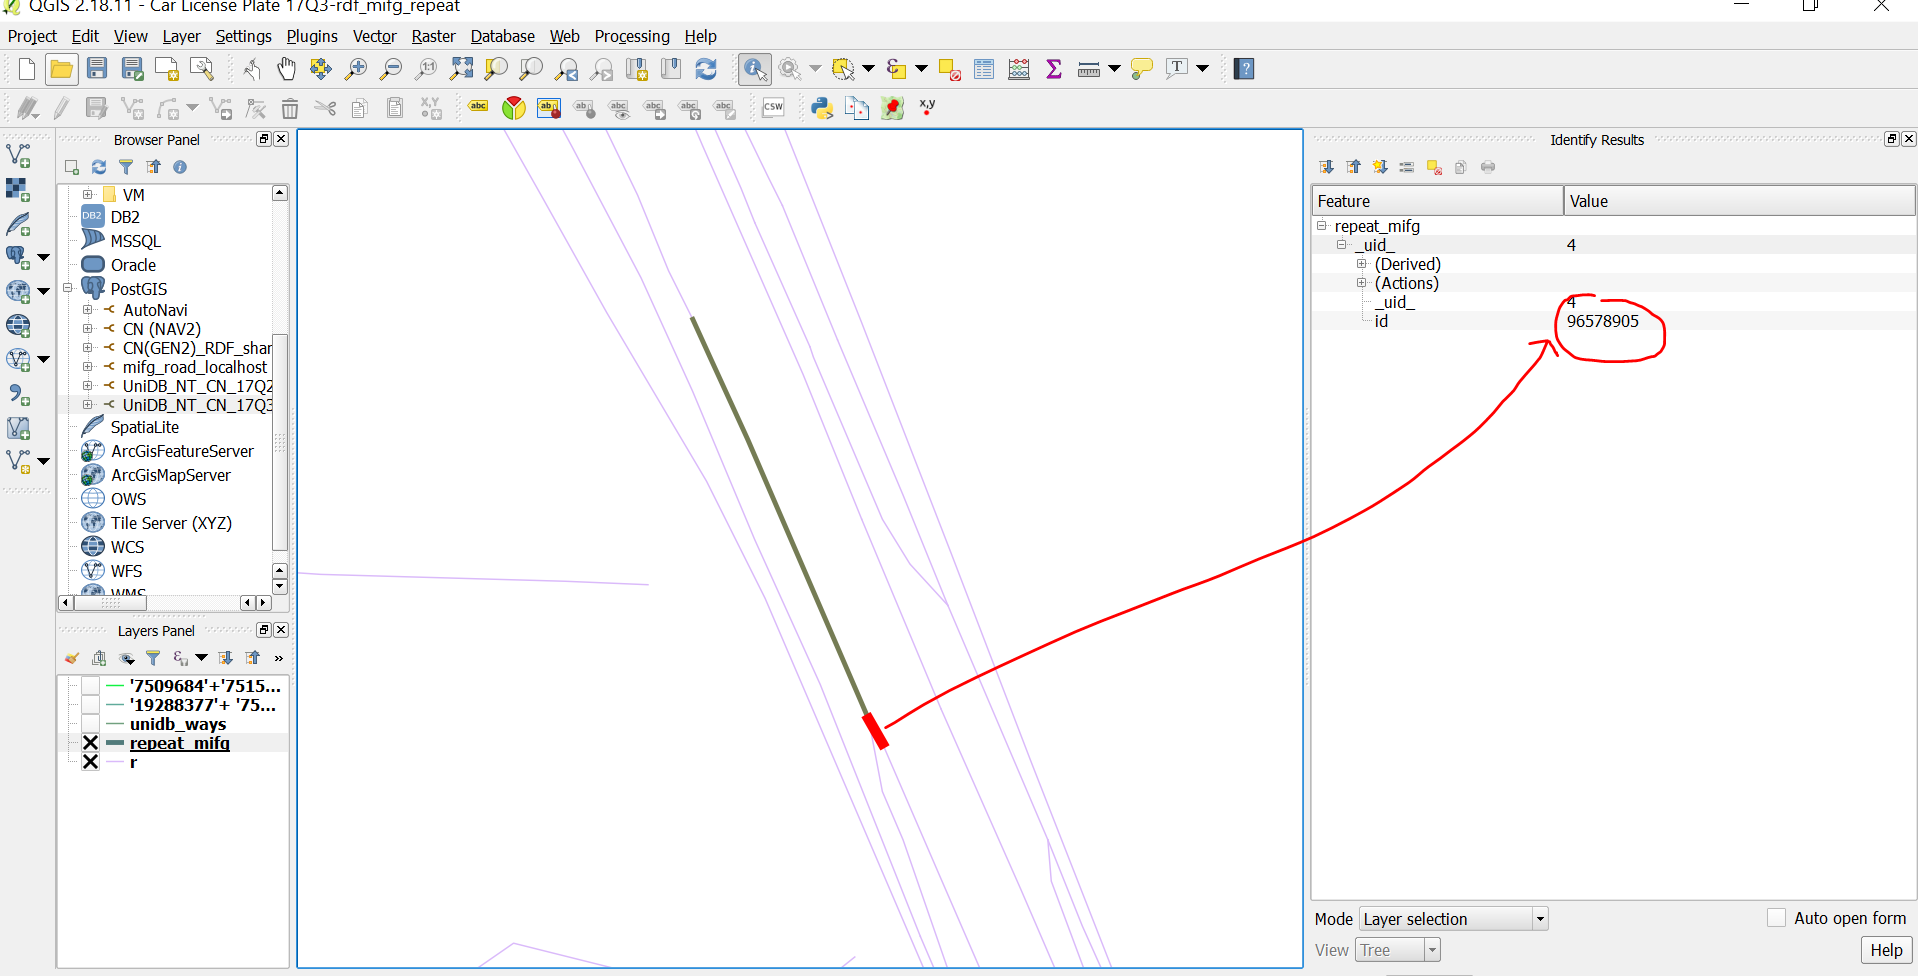 QGIS 2.18.11 - Car License Plate 17Q3-rdf_mifg_repeat
Project Edit View Layer Settings Plugins Vector Raster Database Web Processing Help
abc
CSW
x,y
Browser Panel
VM
DB2
MSSQL
Oracle
PostGIS
AutoNavi
CN (NAV2)
CN(GEN2)_RDF_shar
mifg_road_localhost
UniDB_NT_CN_17Q2
UniDB_NT_CN_17Q3
SpatiaLite
ArcGisFeatureServer
ArcGisMapServer
OWS
Tile Server (XYZ)
WCS
WFS
WMS
Layers Panel
'7509684'+'7515...
'19288377'+ '75...
unidb_ways
repeat_mifg
r
Identify Results
Feature Value
repeat_mifg
_uid_ 4
(Derived)
(Actions)
_uid_ 4
id 96578905
Mode Layer selection Auto open form
View Tree Help